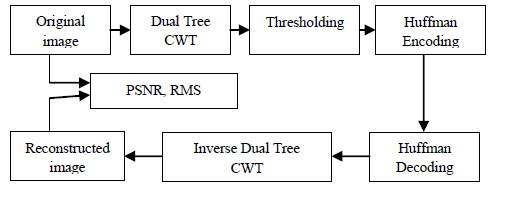 Original
image
Dual Tree
CWT
Thresholding
Huffman
Encoding
PSNR, RMS
Reconstructed
image
Inverse Dual Tree
CWT
Huffman
Decoding